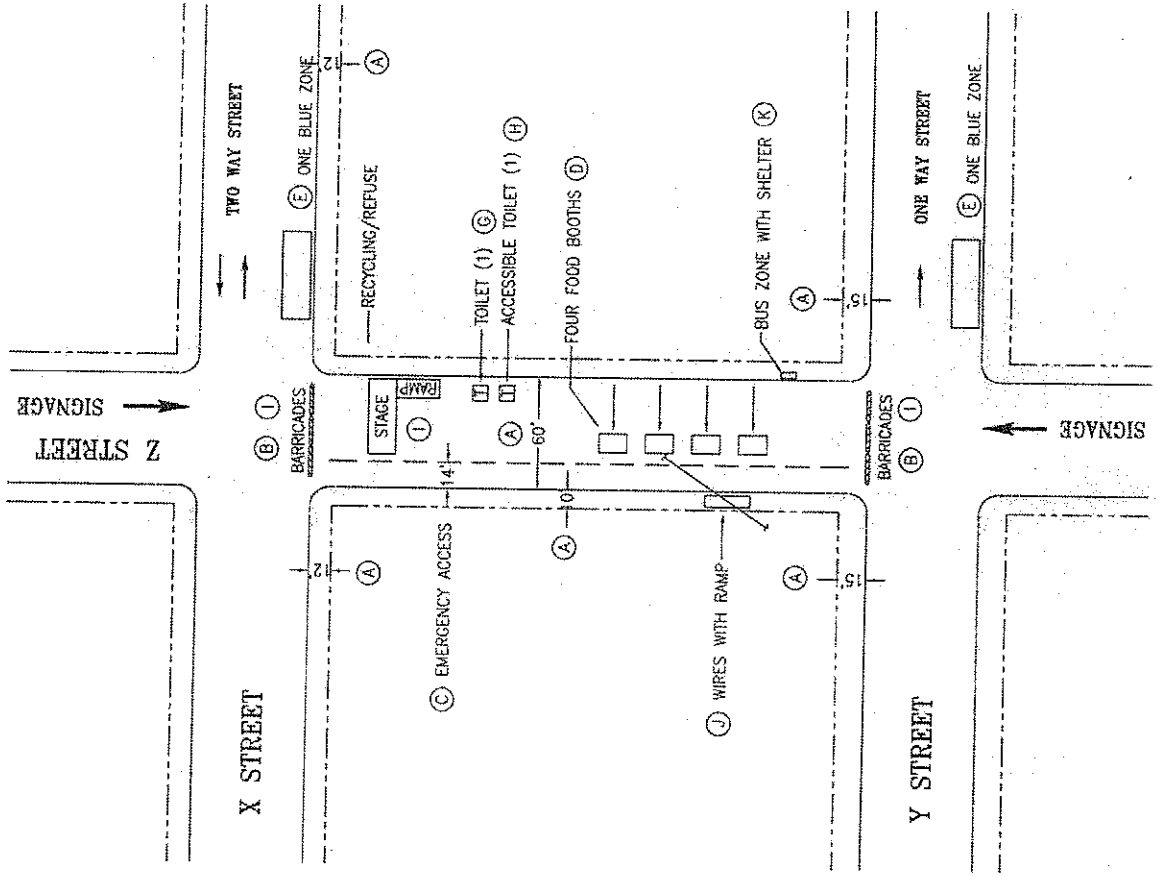 SIGNAGE
Z STREET
TWO WAY STREET
E ONE BLUE ZONE
12'
A
B I
BARRICADES
X STREET
12'
A
STAGE
RAMP
I
RECYCLING/REFUSE
C EMERGENCY ACCESS
14'
TOILET (1) G
ACCESSIBLE TOILET (1) H
A
60'
A
FOUR FOOD BOOTHS D
J WIRES WITH RAMP
BUS ZONE WITH SHELTER K
A
15'
A
15'
BARRICADES
B I
Y STREET
ONE WAY STREET
E ONE BLUE ZONE
SIGNAGE